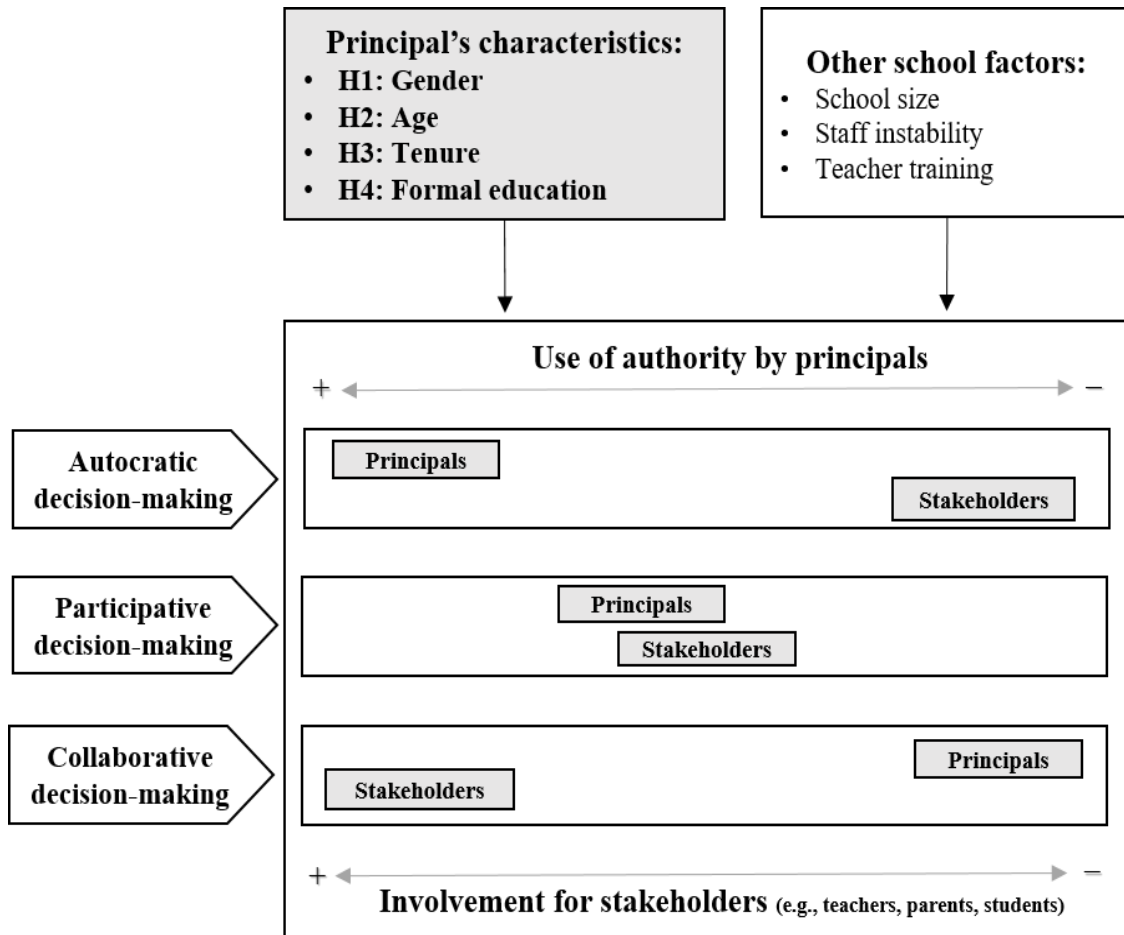 Principal’s characteristics:
• H1: Gender
• H2: Age
• H3: Tenure
• H4: Formal education
Other school factors:
• School size
• Staff instability
• Teacher training
Use of authority by principals
+ –
Autocratic
decision-making
Principals
Stakeholders
Participative
decision-making
Principals
Stakeholders
Collaborative
decision-making
Principals
Stakeholders
+ –
Involvement for stakeholders (e.g., teachers, parents, students)